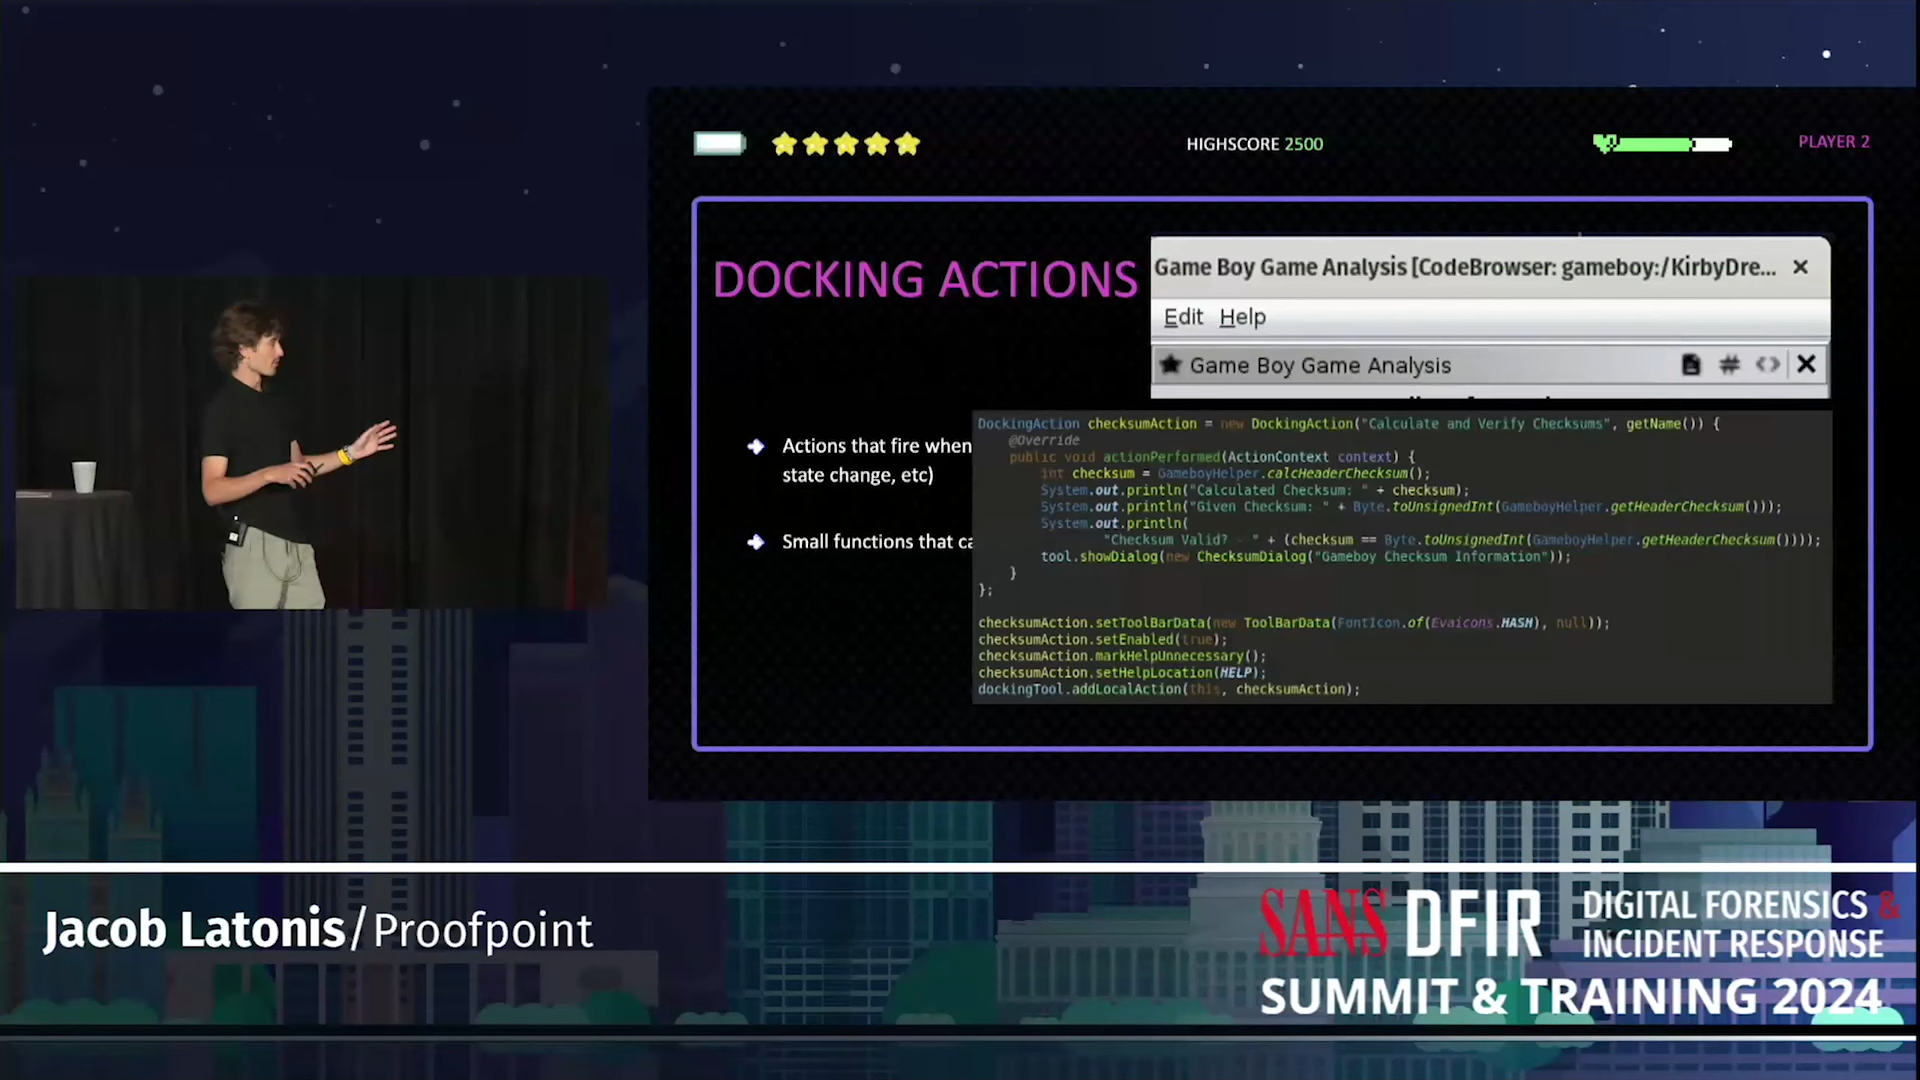 HIGHSCORE 2500
PLAYER 2
DOCKING ACTIONS
Game Boy Game Analysis [CodeBrowser: gameboy:/KirbyDre...
Edit Help
Game Boy Game Analysis
Actions that fire when
state change, etc)
Small functions that ca
DockingAction checksumAction = new DockingAction("Calculate and Verify Checksums", getName()) {
@Override
public void actionPerformed(ActionContext context) {
int checksum = GameboyHelper.calcHeaderChecksum();
System.out.println("Calculated Checksum: " + checksum);
System.out.println("Given Checksum: " + Byte.toUnsignedInt(GameboyHelper.getHeaderChecksum()));
System.out.println(
"Checksum Valid? - " + (checksum == Byte.toUnsignedInt(GameboyHelper.getHeaderChecksum())));
tool.showDialog(new ChecksumDialog("Gameboy Checksum Information"));
}
};
checksumAction.setToolBarData(new ToolBarData(FontIcon.of(Evaicons.HASH), null));
checksumAction.setEnabled(true);
checksumAction.markHelpUnnecessary();
checksumAction.setHelpLocation(HELP);
dockingTool.addLocalAction(this, checksumAction);
Jacob Latonis/Proofpoint
SANS DFIR DIGITAL FORENSICS &
INCIDENT RESPONSE
SUMMIT & TRAINING 2024